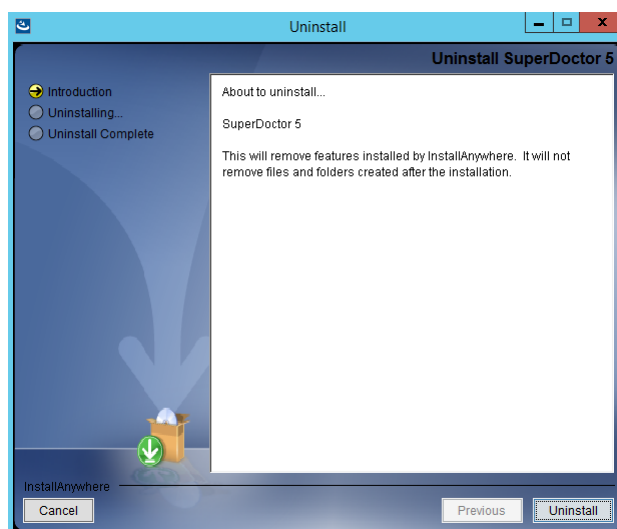 Uninstall
X
Uninstall SuperDoctor 5
Introduction
Uninstalling...
Uninstall Complete
About to uninstall...
SuperDoctor 5
This will remove features installed by InstallAnywhere. It will not
remove files and folders created after the installation.
InstallAnywhere
Cancel
Previous
Uninstall